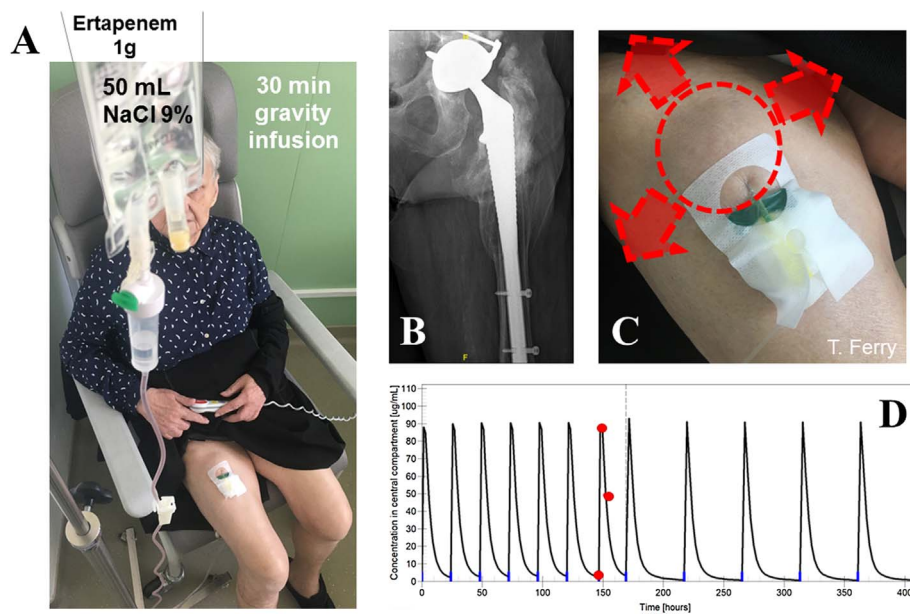 Ertapenem
1g
A
50 mL
NaCl 9%
30 min
gravity
infusion
B
F
C
T. Ferry
D
Concentration in central compartment [ug/mL]
110
100
90
80
70
60
50
40
30
20
10
0
0 50 100 150 200 250 300 350 400
Time [hours]